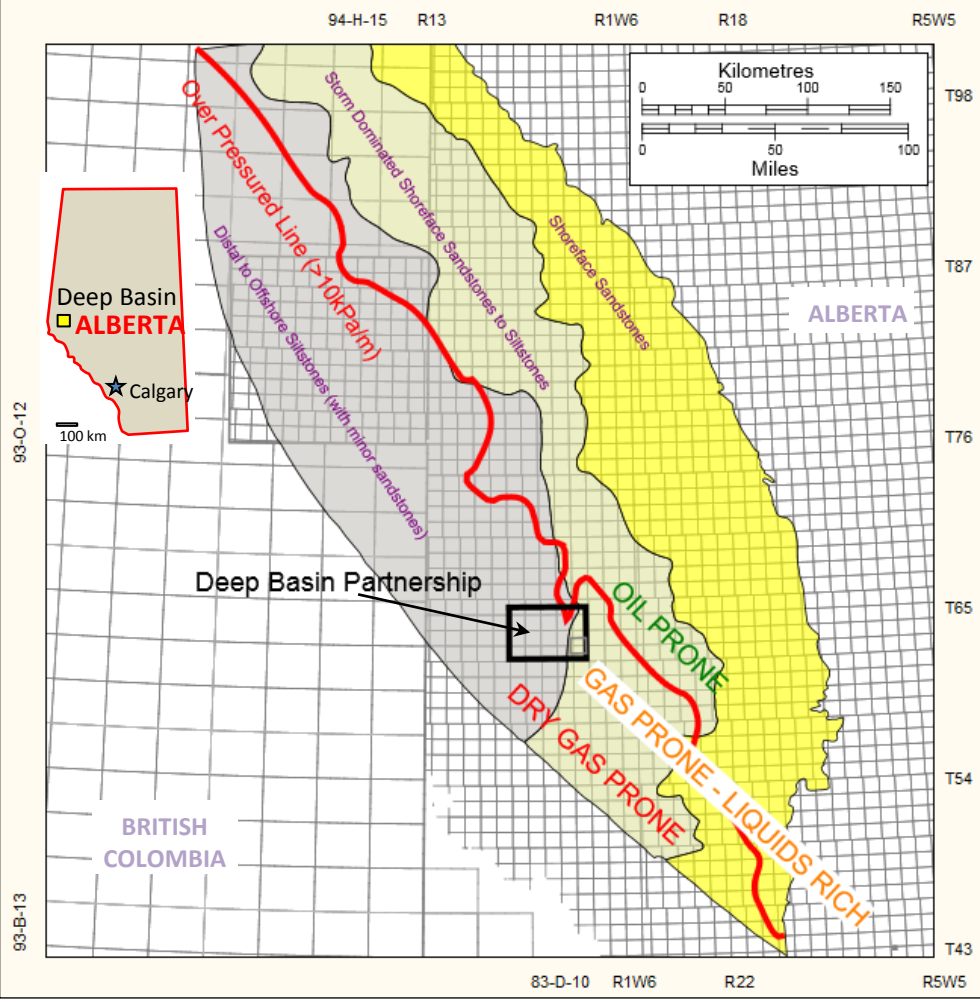 94-H-15 R13 R1W6 R18 R5W5
Kilometres
0 50 100 150
0 50 100
Miles
T98
T87
T76
T65
T54
T43
93-O-12
93-B-13
Over Pressured Line (>10kPa/m)
Storm Dominated Shoreface Sandstones to Siltstones
Shoreface Sandstones
Distal to Offshore Siltstones (with minor sandstones)
Deep Basin
ALBERTA
Calgary
100 km
ALBERTA
Deep Basin Partnership
OIL PRONE
GAS PRONE - LIQUIDS RICH
DRY GAS PRONE
BRITISH
COLOMBIA
83-D-10 R1W6 R22 R5W5